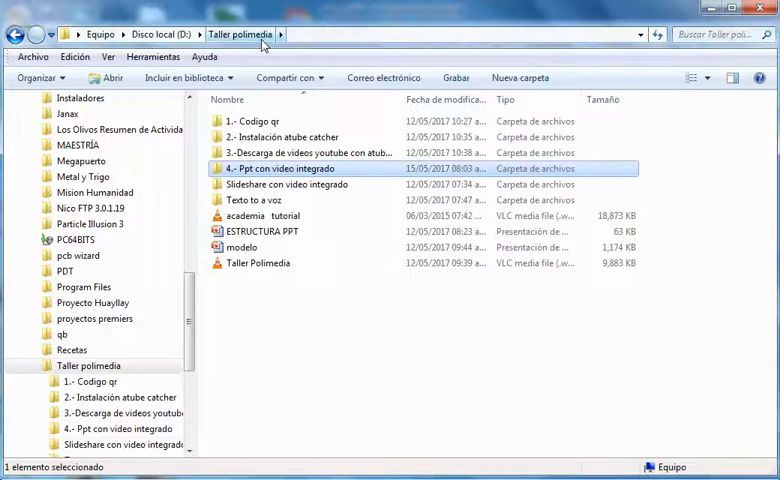 Equipo Disco local (D:) Taller polimedia Buscar Taller poli...
Archivo Edición Ver Herramientas Ayuda
Organizar Abrir Incluir en biblioteca Compartir con Correo electrónico Grabar Nueva carpeta
Instaladores
Janax
Los Olivos Resumen de Activida
MAESTRÍA
Megapuerto
Metal y Trigo
Mision Humanidad
Nico FTP 3.0.1.19
Particle Illusion 3
PC64BITS
pcb wizard
PDT
Program Files
Proyecto Huayllay
proyectos premiers
qb
Recetas
Taller polimedia
1.- Codigo qr
2.- Instalación atube catcher
3.-Descarga de videos youtube
4.- Ppt con video integrado
Slideshare con video integrado
Nombre Fecha de modifica... Tipo Tamaño
1.- Codigo qr 12/05/2017 10:27 a... Carpeta de archivos
2.- Instalación atube catcher 12/05/2017 10:35 a... Carpeta de archivos
3.-Descarga de videos youtube con atub... 12/05/2017 10:38 a... Carpeta de archivos
4.- Ppt con video integrado 15/05/2017 08:03 a... Carpeta de archivos
Slideshare con video integrado 12/05/2017 07:34 a... Carpeta de archivos
Texto to a voz 12/05/2017 07:47 a... Carpeta de archivos
academia tutorial 06/03/2015 07:42 ... VLC media file (.w... 18,873 KB
ESTRUCTURA PPT 12/05/2017 08:23 a... Presentación de ... 63 KB
modelo 12/05/2017 09:44 a... Presentación de ... 1,174 KB
Taller Polimedia 12/05/2017 09:39 a... VLC media file (.w... 9,883 KB
1 elemento seleccionado Equipo